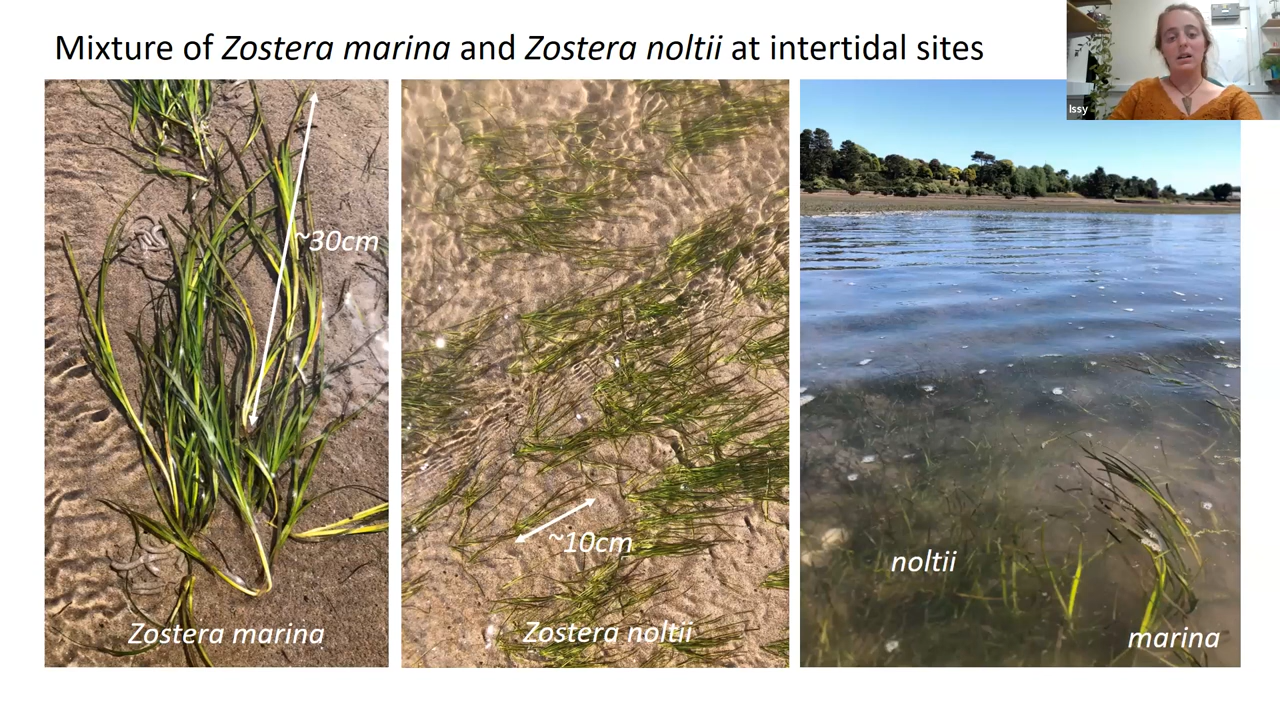 Mixture of Zostera marina and Zostera noltii at intertidal sites
Issy
~30cm
Zostera marina
~10cm
Zostera noltii
noltii
marina